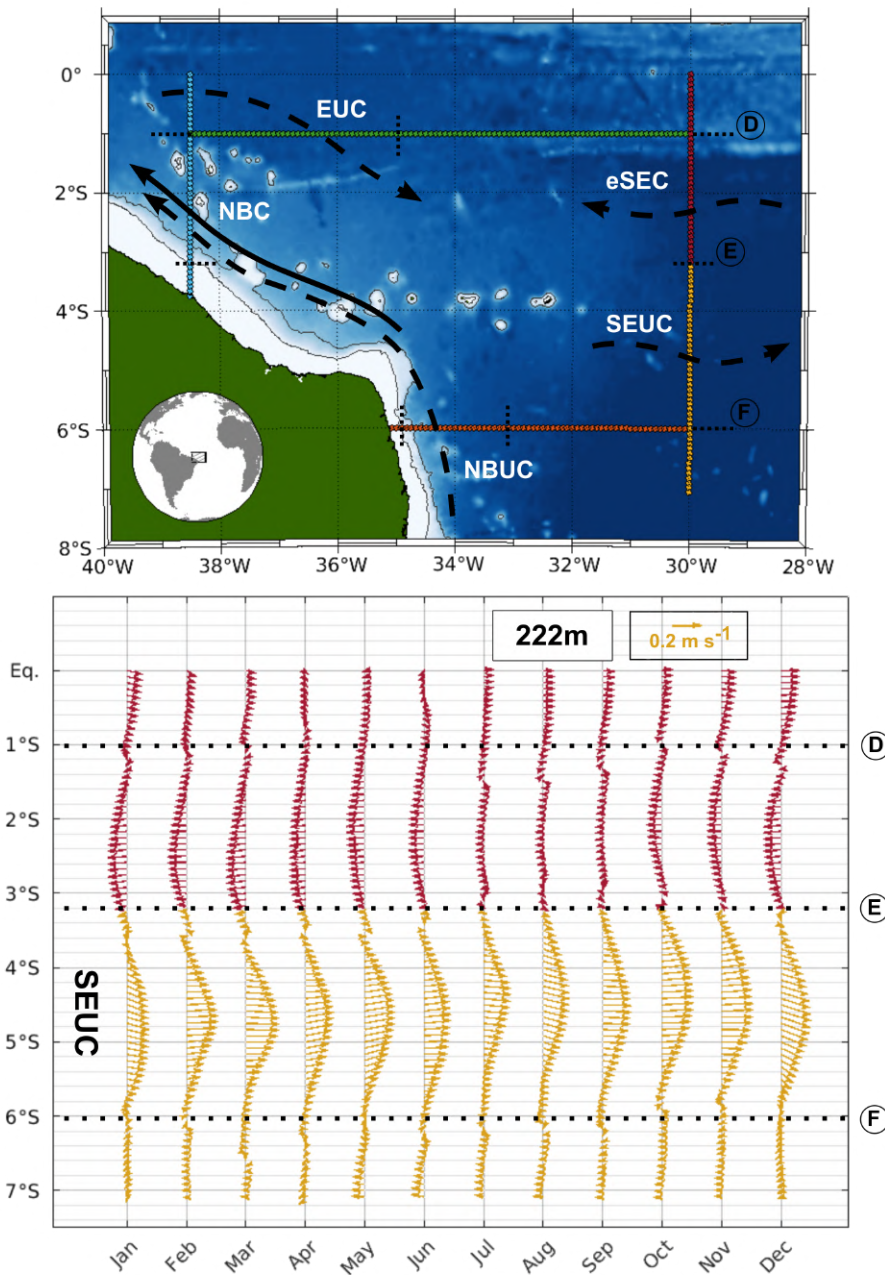 0°
EUC
D
2°S
eSEC
NBC
E
4°S
SEUC
F
6°S
NBUC
8°S
40°W 38°W 36°W 34°W 32°W 30°W 28°W
222m
0.2 m s⁻¹
Eq.
1°S
D
2°S
3°S
E
4°S
SEUC
5°S
6°S
F
7°S
Jan Feb Mar Apr May Jun Jul Aug Sep Oct Nov Dec